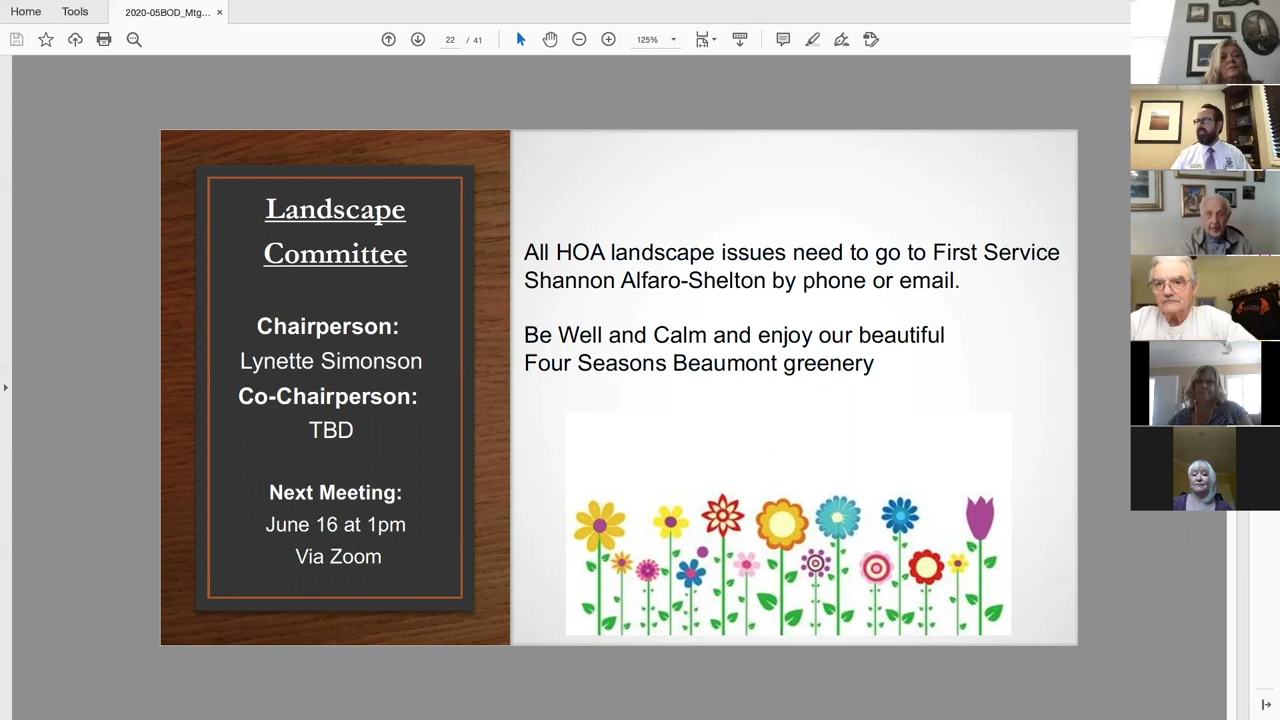 Home
Tools
2020-05BOD_Mtg...
×
22 / 41
125%
Landscape
Committee
Chairperson:
Lynette Simonson
Co-Chairperson:
TBD
Next Meeting:
June 16 at 1pm
Via Zoom
All HOA landscape issues need to go to First Service
Shannon Alfaro-Shelton by phone or email.
Be Well and Calm and enjoy our beautiful
Four Seasons Beaumont greenery